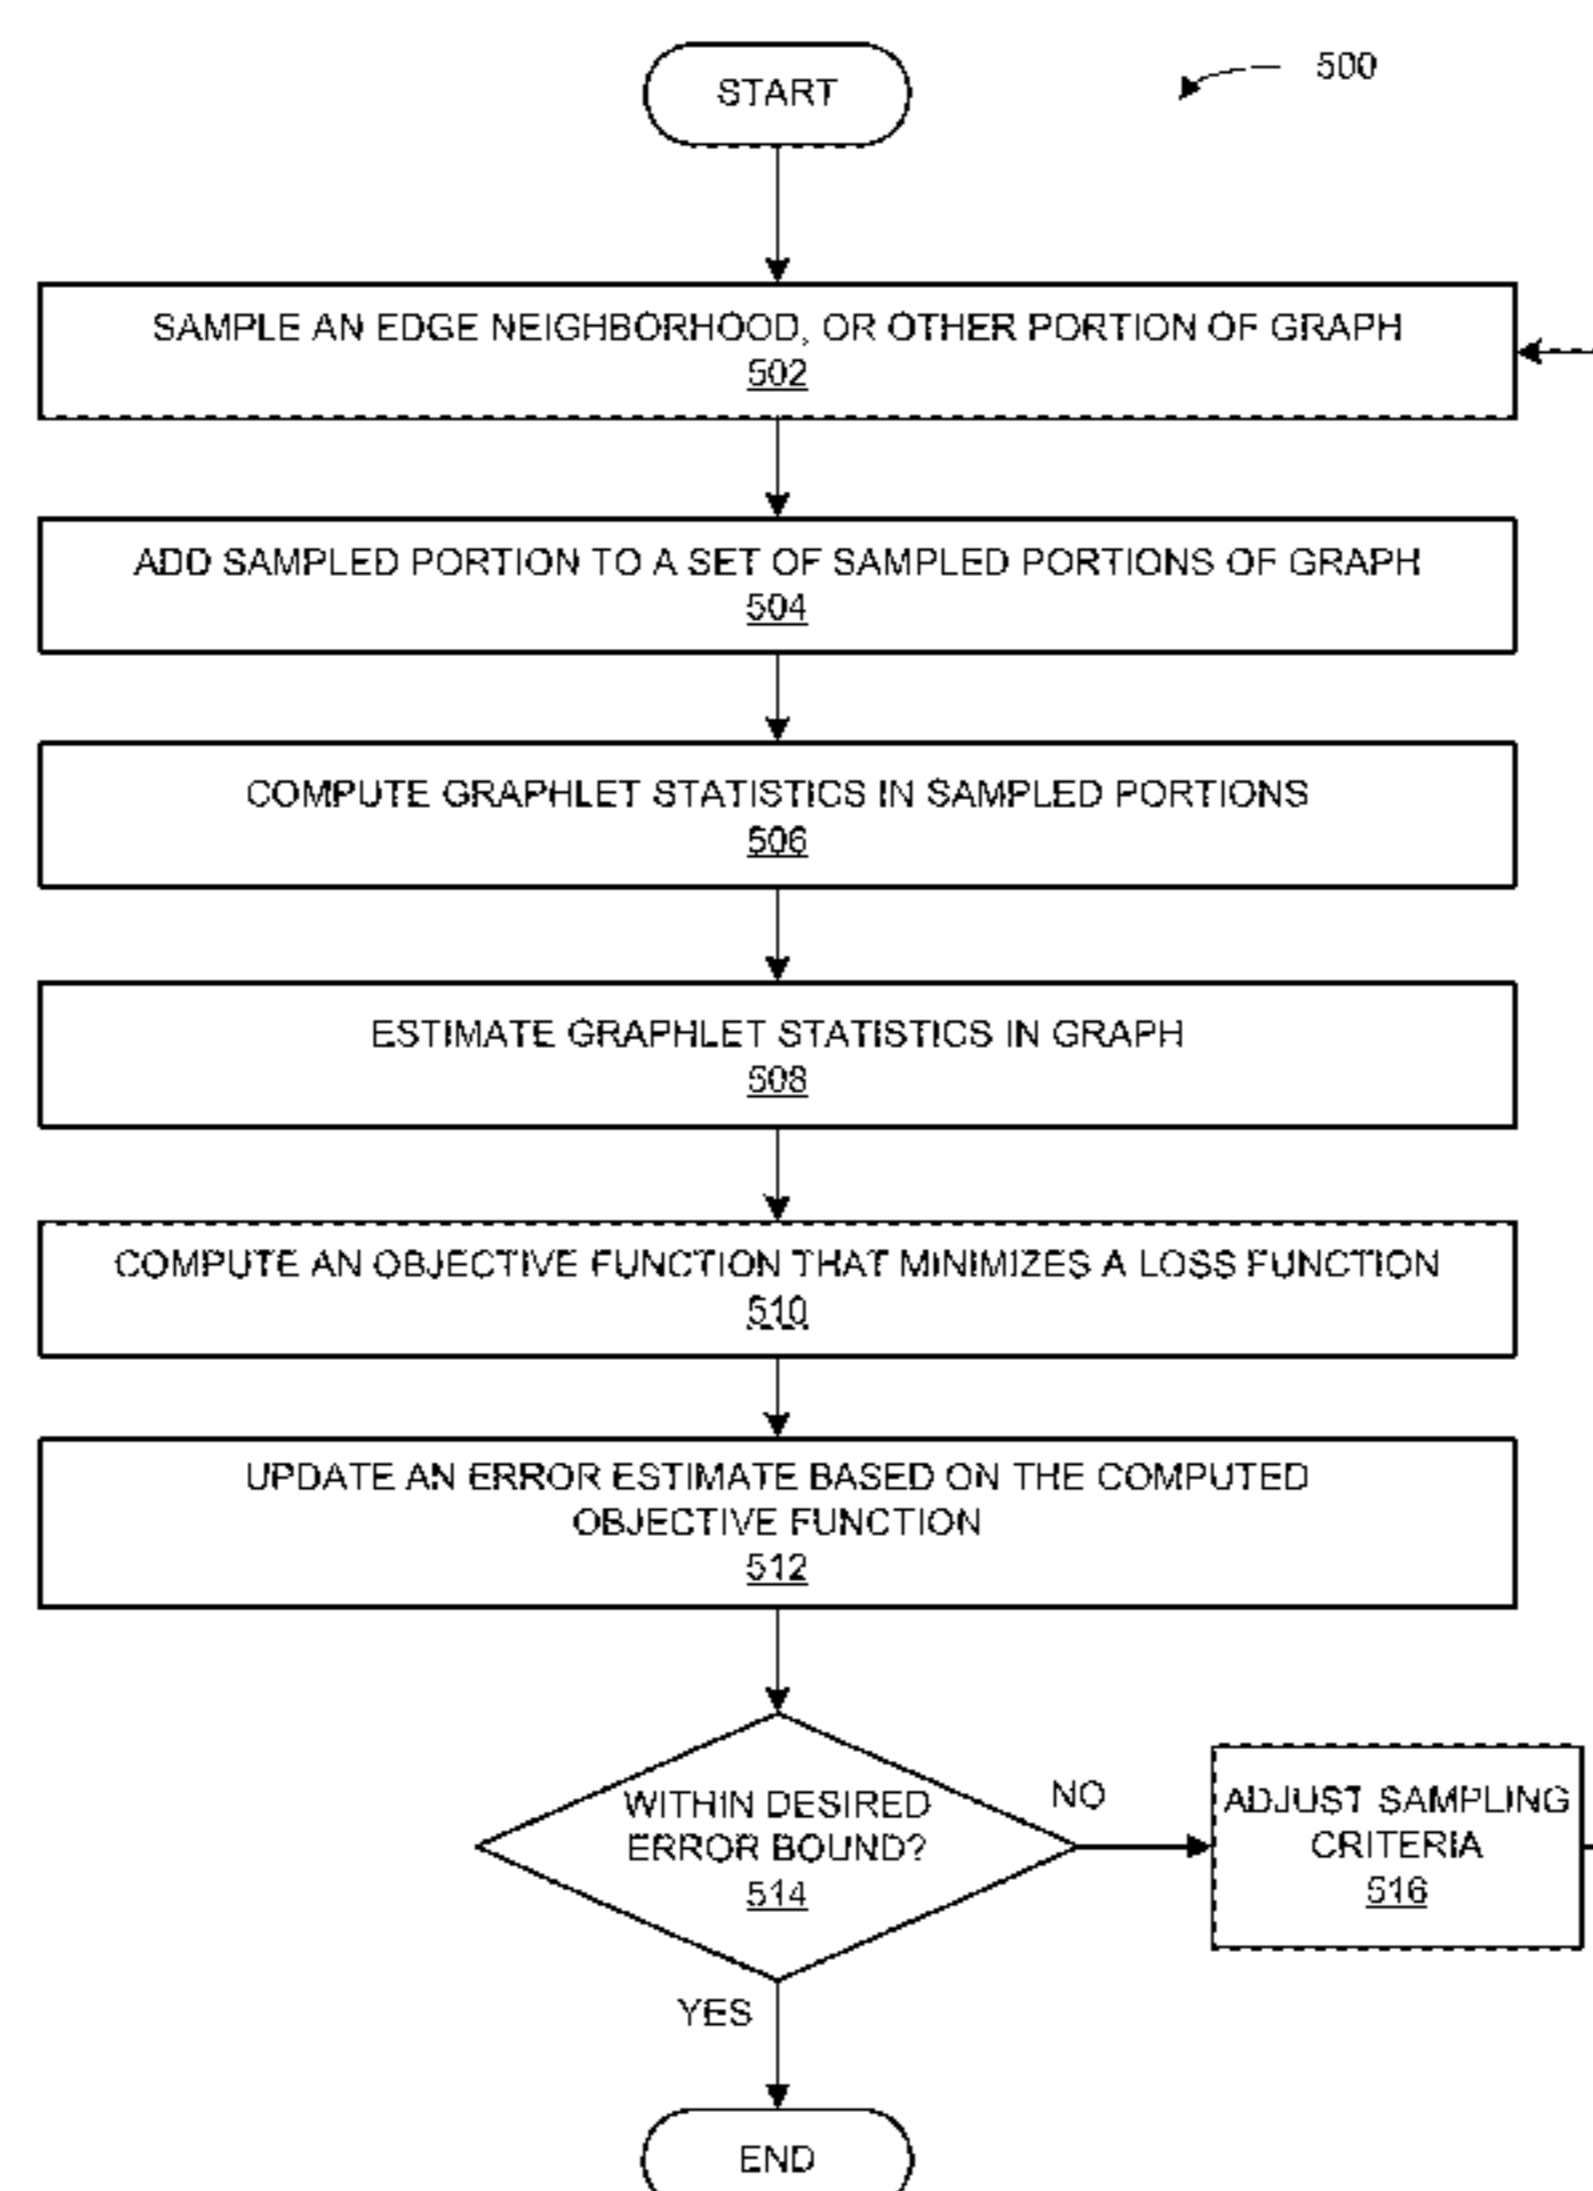 START
500
SAMPLE AN EDGE NEIGHBORHOOD, OR OTHER PORTION OF GRAPH
502
ADD SAMPLED PORTION TO A SET OF SAMPLED PORTIONS OF GRAPH
504
COMPUTE GRAPHLET STATISTICS IN SAMPLED PORTIONS
506
ESTIMATE GRAPHLET STATISTICS IN GRAPH
508
COMPUTE AN OBJECTIVE FUNCTION THAT MINIMIZES A LOSS FUNCTION
510
UPDATE AN ERROR ESTIMATE BASED ON THE COMPUTED
OBJECTIVE FUNCTION
512
WITHIN DESIRED
ERROR BOUND?
514
NO
ADJUST SAMPLING
CRITERIA
516
YES
END